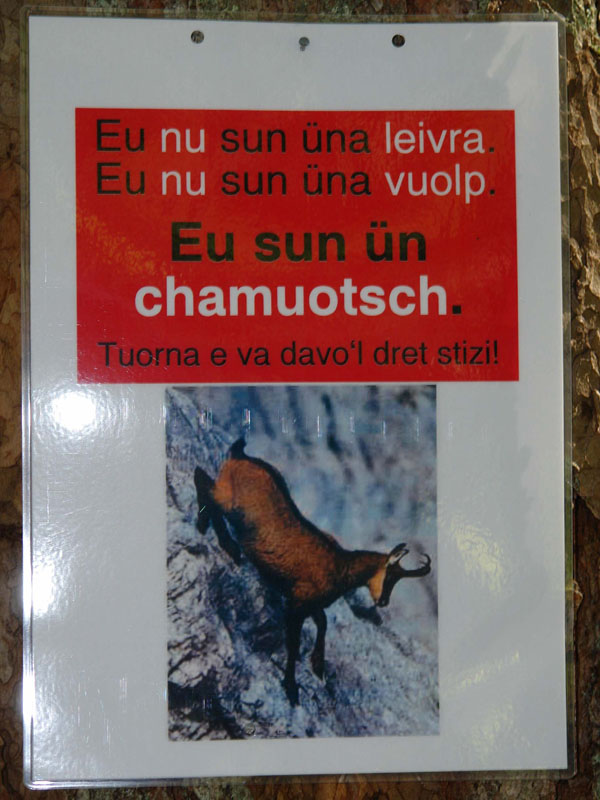 Eu nu sun üna leivra.
Eu nu sun üna vuolp.
Eu sun ün
chamuotsch.
Tuorna e va davo‘l dret stizi!